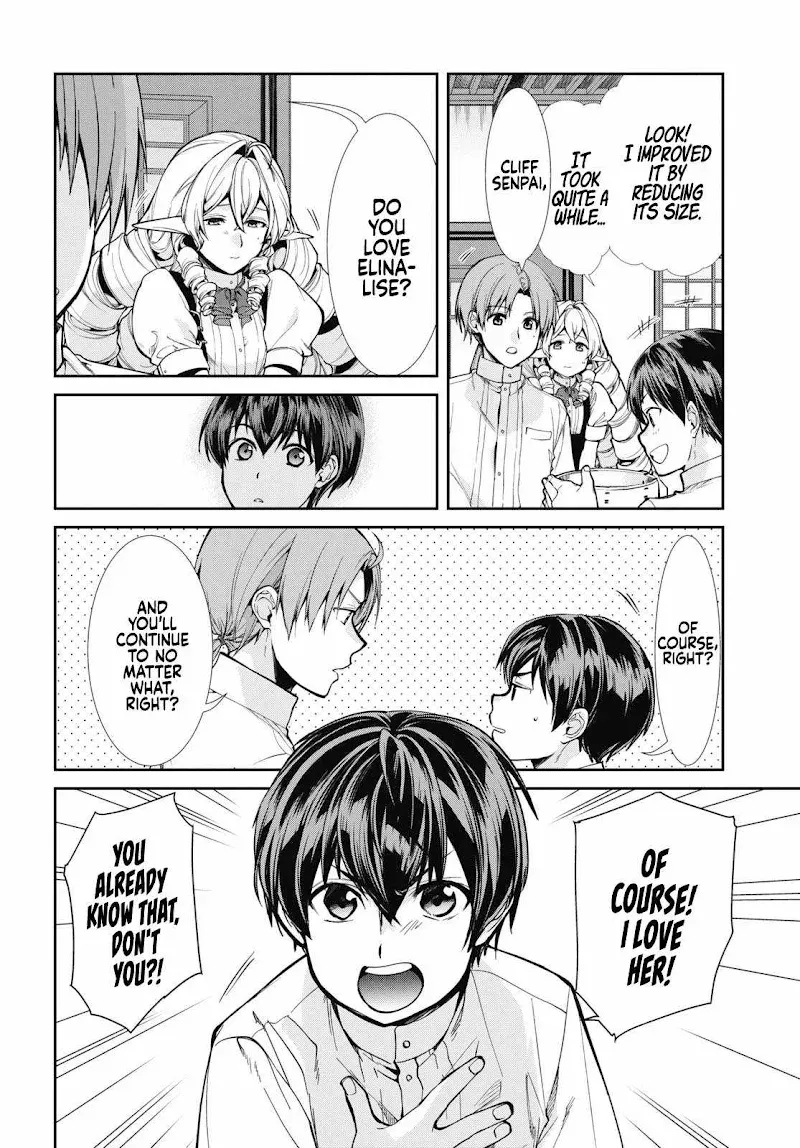 LOOK!
I IMPROVED
IT BY
REDUCING
ITS SIZE.
IT
TOOK
QUITE
A
WHILE...
CLIFF
SENPAI,
DO
YOU
LOVE
ELINA-
LISE?
OF
COURSE,
RIGHT?
AND
YOU'LL
CONTINUE
TO NO
MATTER
WHAT,
RIGHT?
OF
COURSE!
I LOVE
HER!
YOU
ALREADY
KNOW THAT,
DON'T
YOU?!